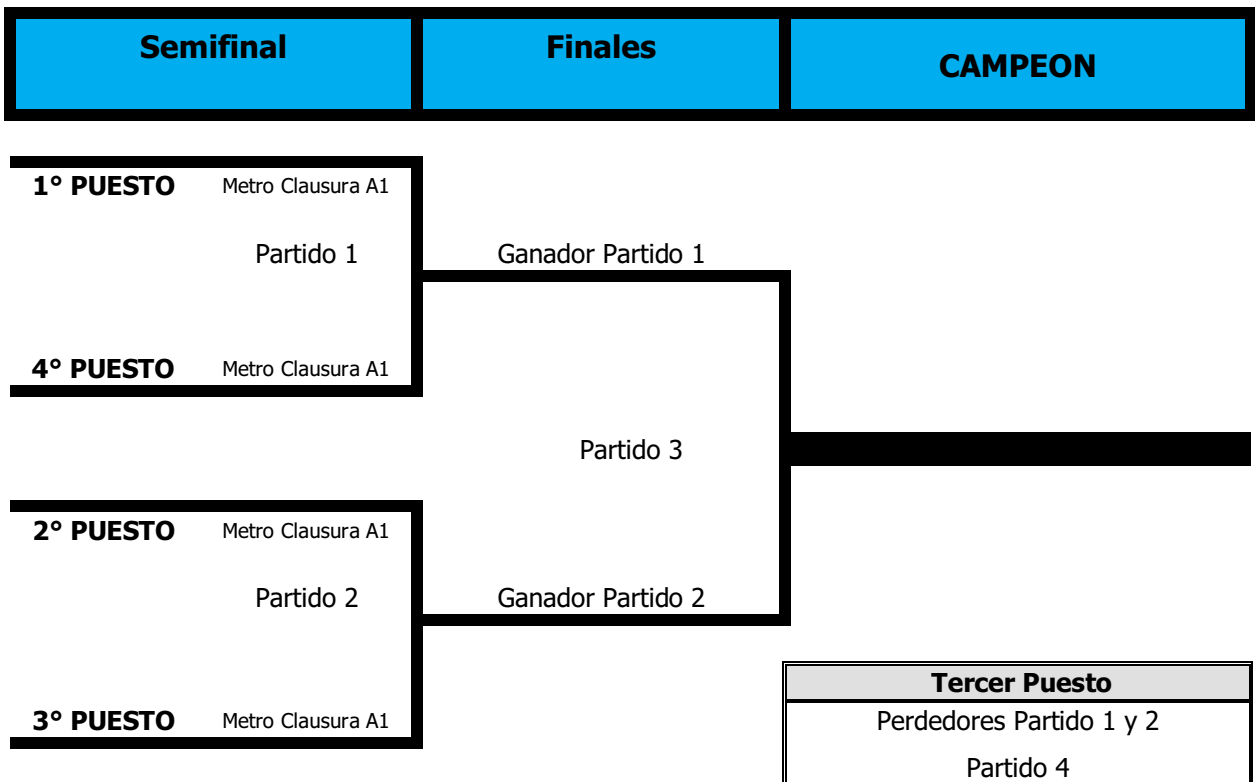 Semifinal Finales CAMPEON
1° PUESTO Metro Clausura A1
Partido 1 Ganador Partido 1
4° PUESTO Metro Clausura A1
Partido 3
2° PUESTO Metro Clausura A1
Partido 2 Ganador Partido 2
Tercer Puesto
3° PUESTO Metro Clausura A1 Perdedores Partido 1 y 2
Partido 4